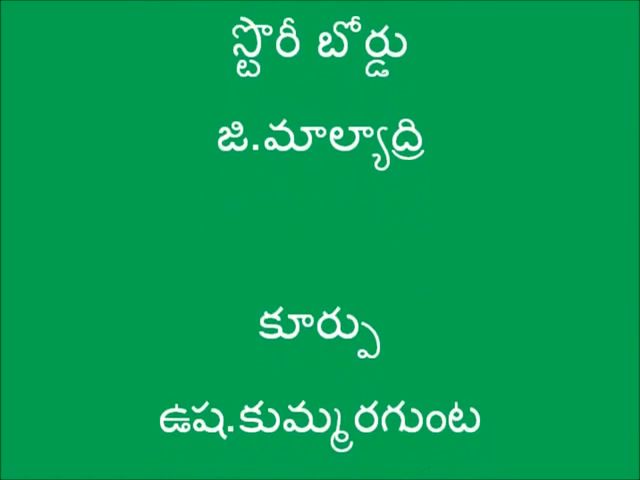 స్టొరీ బోర్డు
జి.మాల్యాద్రి
కూర్పు
ఉష.కుమ్మరగుంట